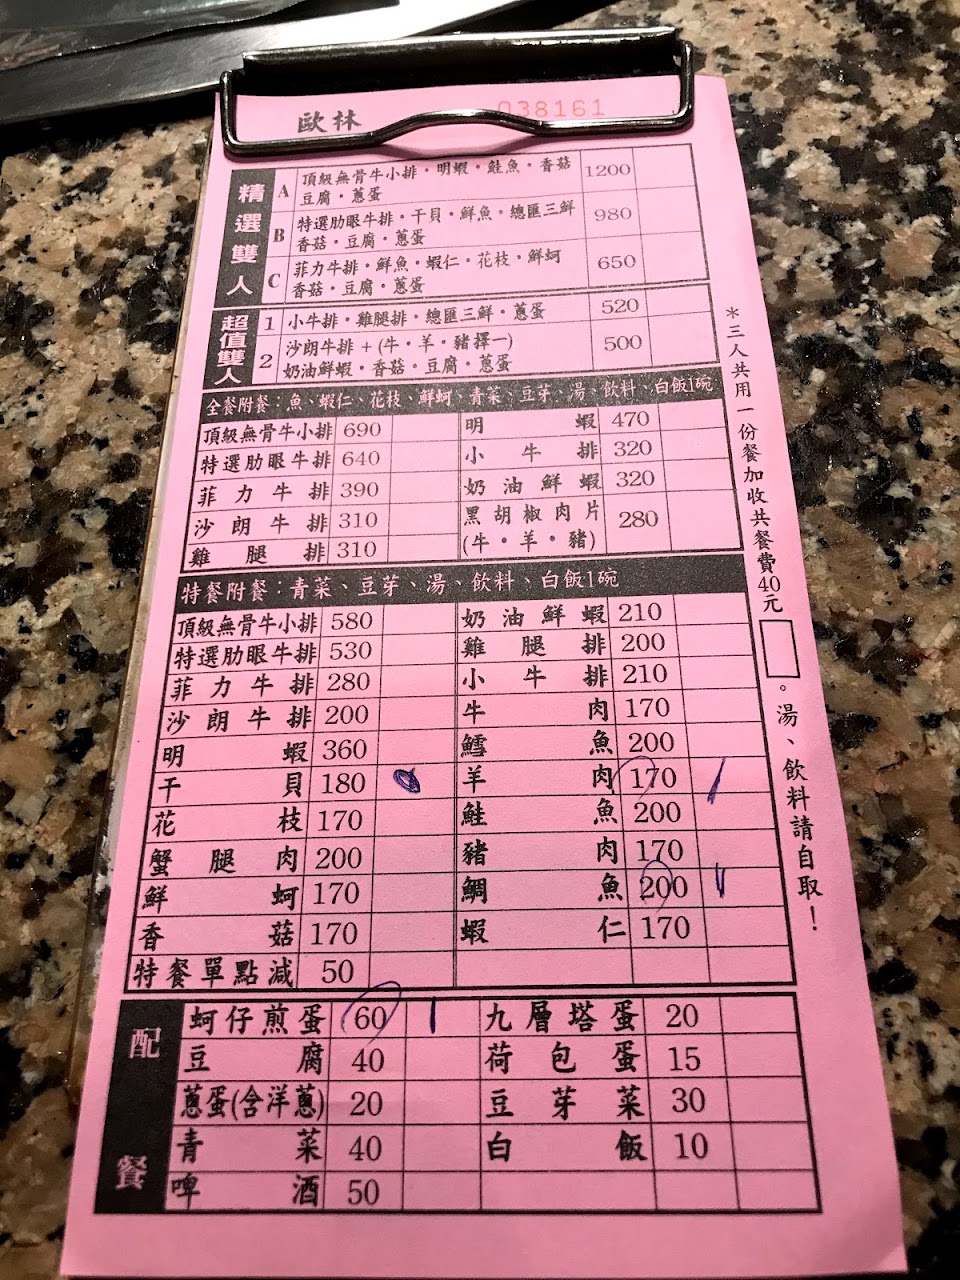 歐林 038161
精選雙人
A 頂級無骨牛小排・明蝦・鮭魚・香菇 1200
豆腐・蔥蛋
B 特選肋眼牛排・干貝・鮮魚・總匯三鮮 980
香菇・豆腐・蔥蛋
C 菲力牛排・鮮魚・蝦仁・花枝・鮮蚵 650
香菇・豆腐・蔥蛋
超值雙人
1 小牛排・雞腿排・總匯三鮮・蔥蛋 520
2 沙朗牛排+(牛・羊・豬擇一) 500
奶油鮮蝦・香菇・豆腐・蔥蛋
全餐附餐:魚、蝦仁、花枝、鮮蚵、青菜、豆芽、湯、飲料、白飯1碗
頂級無骨牛小排 690 明蝦 470
特選肋眼牛排 640 小牛排 320
菲力牛排 390 奶油鮮蝦 320
沙朗牛排 310 黑胡椒肉片 280
雞腿排 310 (牛・羊・豬)
特餐附餐:青菜、豆芽、湯、飲料、白飯1碗
頂級無骨牛小排 580 奶油鮮蝦 210
特選肋眼牛排 530 雞腿排 200
菲力牛排 280 小牛排 210
沙朗牛排 200 牛肉 170
明蝦 360 鱈魚 200
干貝 180 羊肉 170 1
花枝 170 鮭魚 200
蟹腿肉 200 豬肉 170
鮮蚵 170 鯛魚 200 1
香菇 170 蝦仁 170
特餐單點減 50
配餐
蚵仔煎蛋 60 1 九層塔蛋 20
豆腐 40 荷包蛋 15
蔥蛋(含洋蔥) 20 豆芽菜 30
青菜 40 白飯 10
啤酒 50
*三人共用一份餐加收共餐費40元 。湯、飲料請自取!